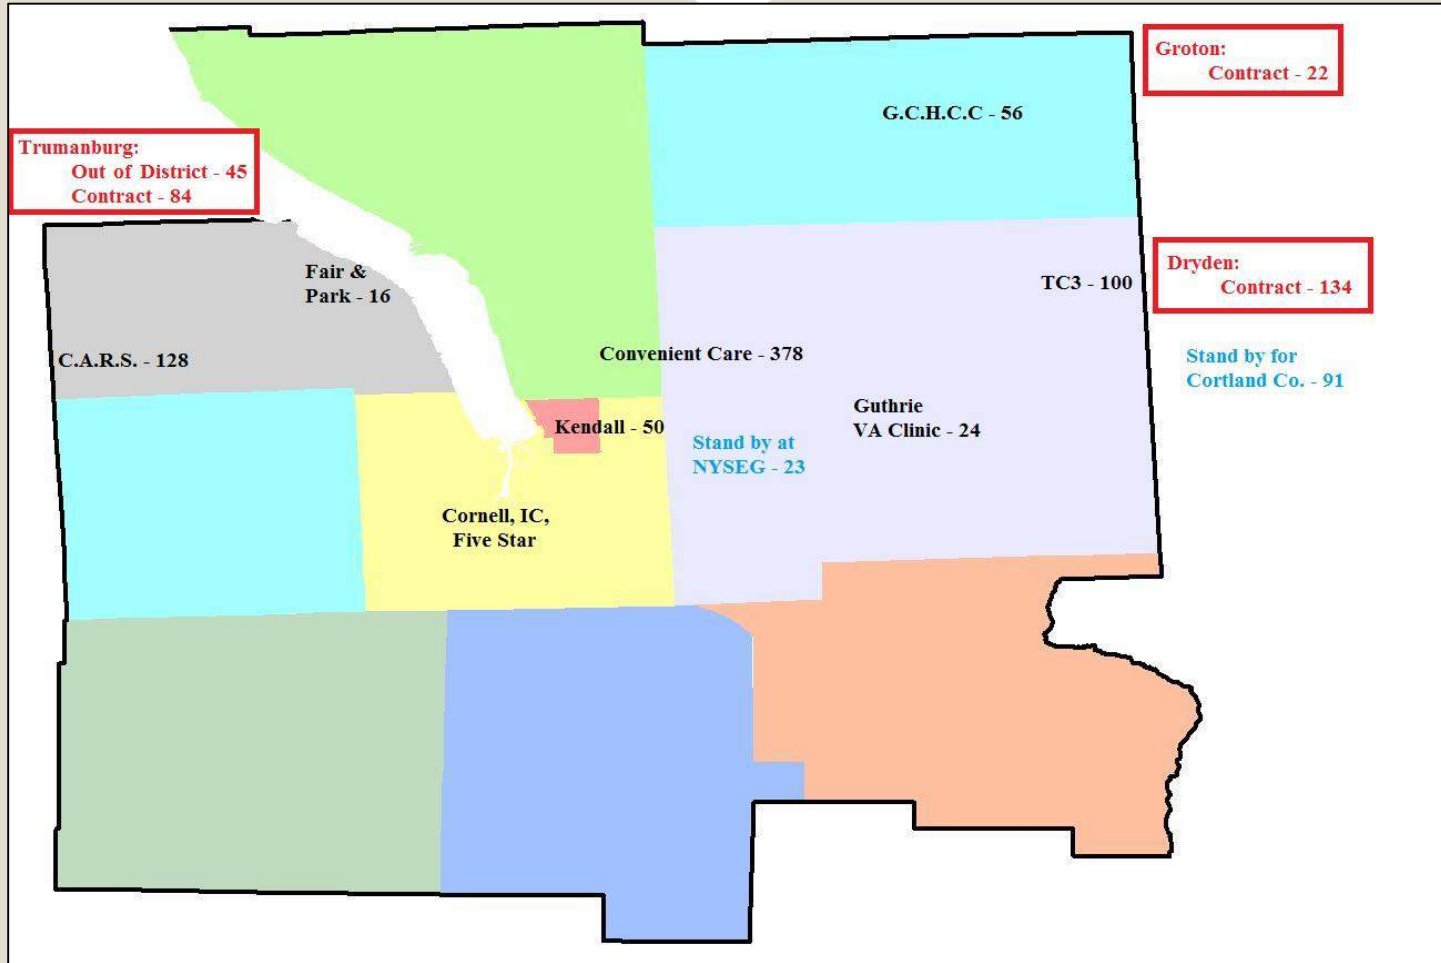 Groton:
Contract - 22
G.C.H.C.C - 56
Trumanburg:
Out of District - 45
Contract - 84
Fair &
Park - 16
TC3 - 100
Dryden:
Contract - 134
C.A.R.S. - 128
Convenient Care - 378
Stand by for
Cortland Co. - 91
Guthrie
VA Clinic - 24
Kendall - 50
Stand by at
NYSEG - 23
Cornell, IC,
Five Star